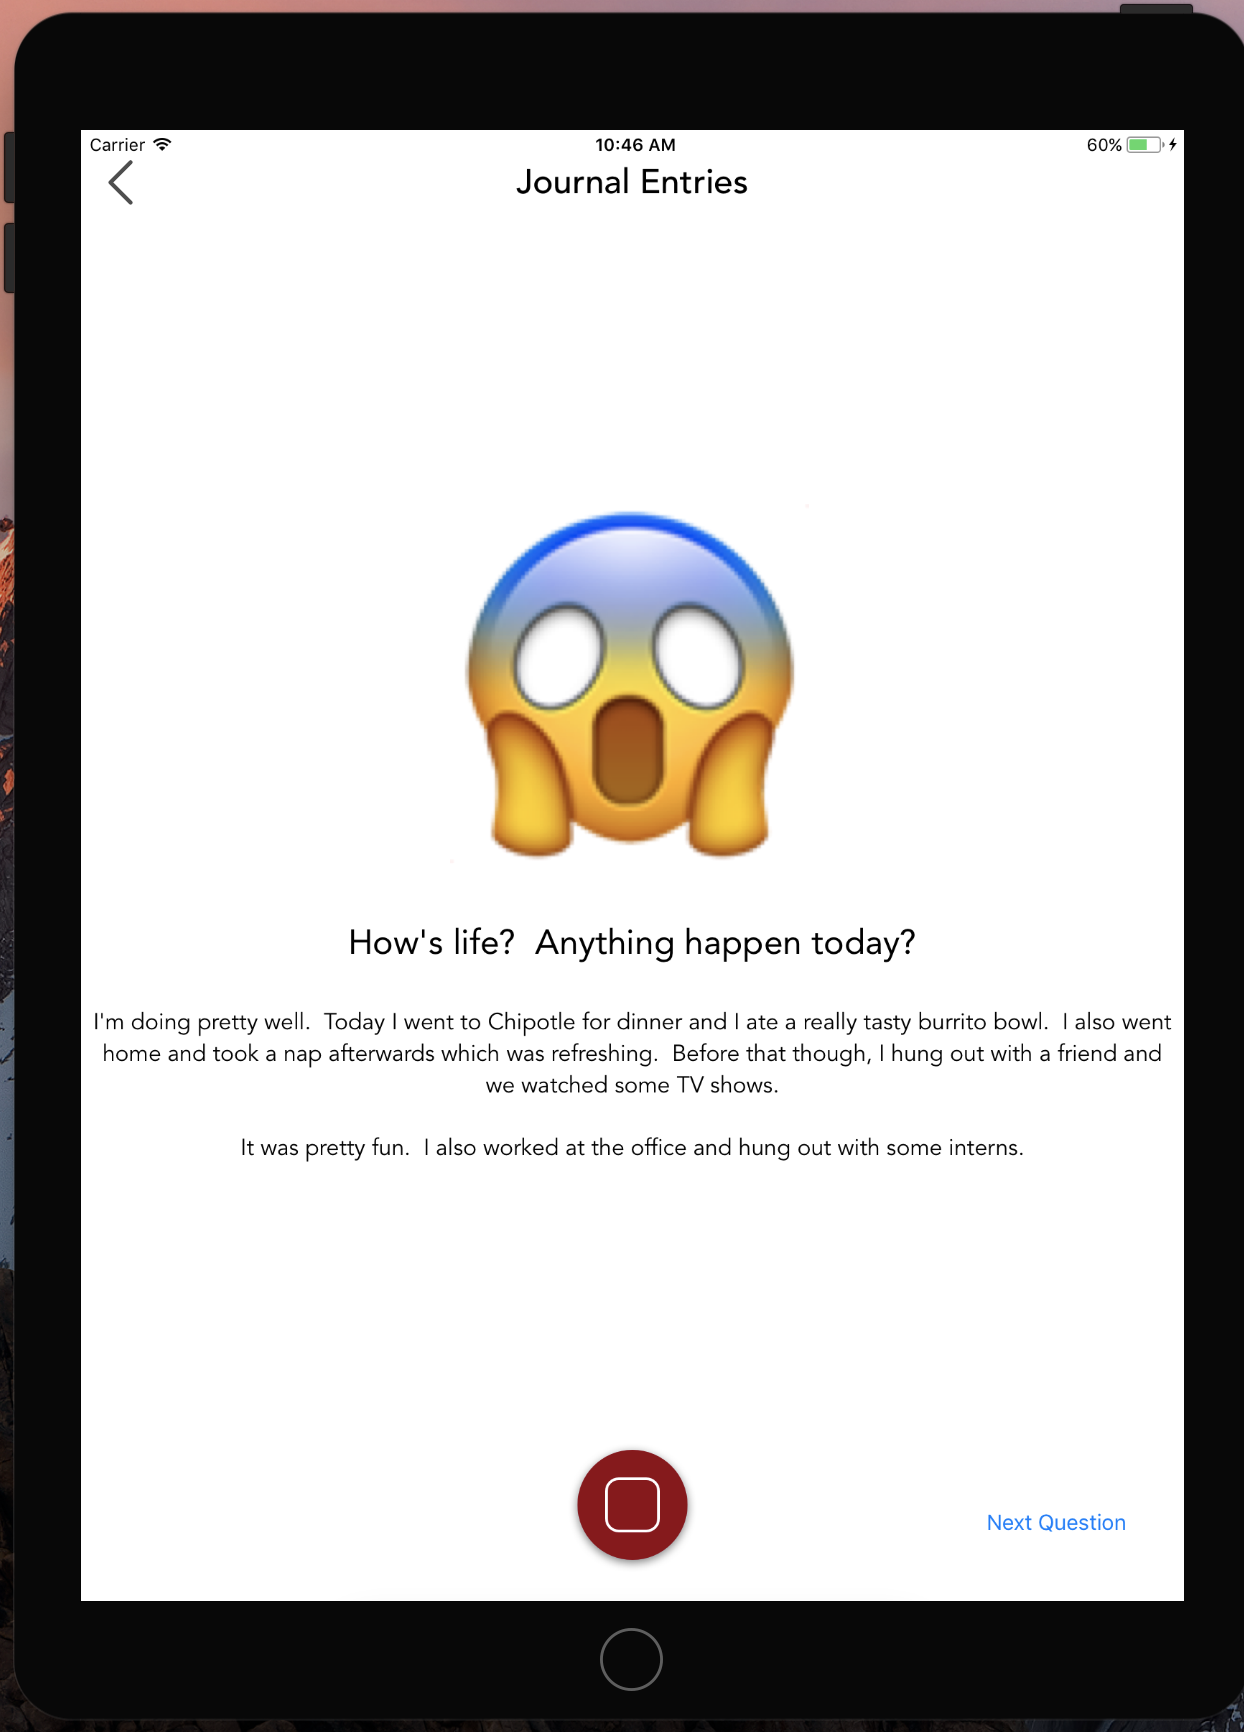 Carrier 10:46 AM 60%
Journal Entries
How's life?  Anything happen today?
I'm doing pretty well.  Today I went to Chipotle for dinner and I ate a really tasty burrito bowl.  I also went
home and took a nap afterwards which was refreshing.  Before that though, I hung out with a friend and
we watched some TV shows.
It was pretty fun.  I also worked at the office and hung out with some interns.
Next Question